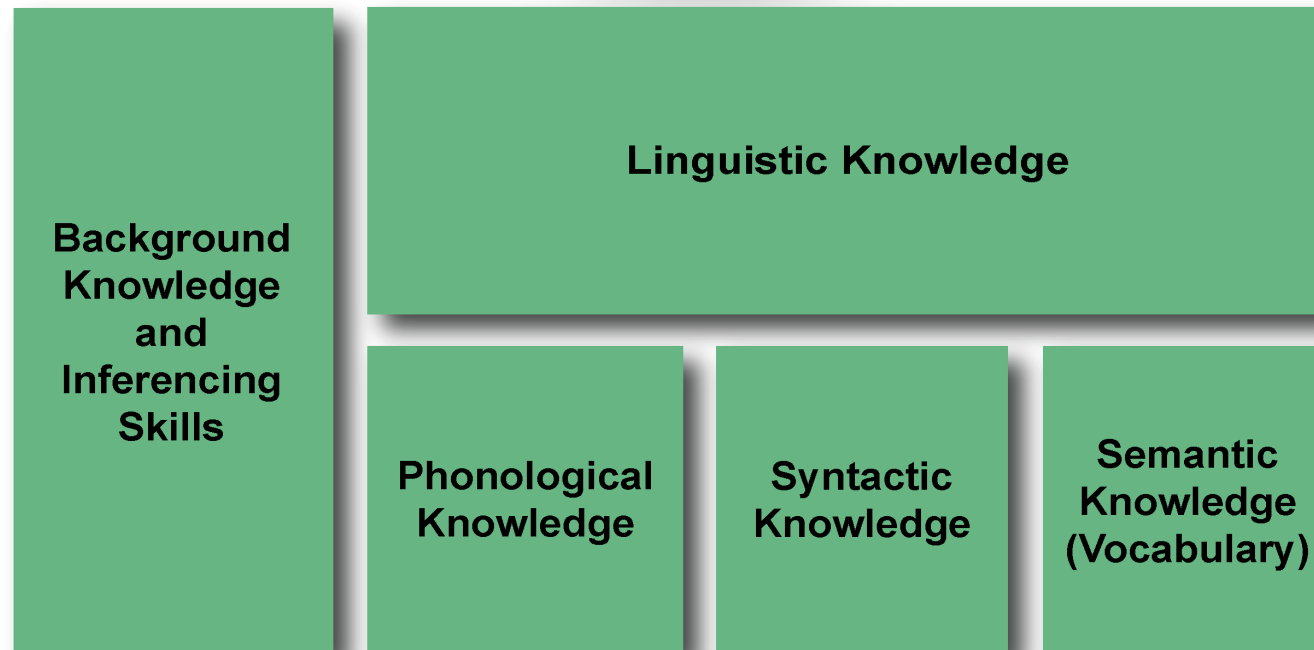 Background
Knowledge
and
Inferencing
Skills
Linguistic Knowledge
Phonological
Knowledge
Syntactic
Knowledge
Semantic
Knowledge
(Vocabulary)